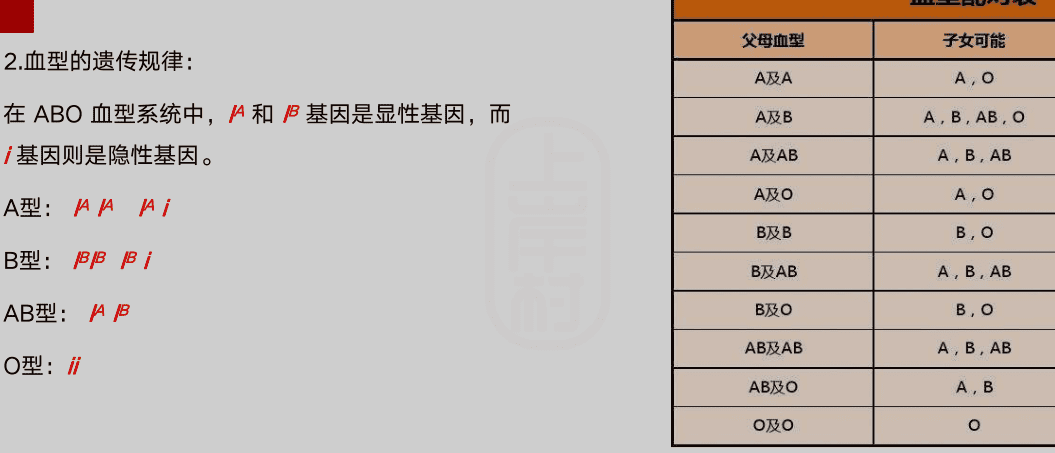 2.血型的遗传规律：
在 ABO 血型系统中，Iᴬ 和 Iᴮ 基因是显性基因，而
i 基因则是隐性基因。
A型： Iᴬ Iᴬ Iᴬ i
B型： IᴮIᴮ Iᴮ i
AB型： Iᴬ Iᴮ
O型：ii
父母血型 子女可能
A及A A，O
A及B A，B，AB，O
A及AB A，B，AB
A及O A，O
B及B B，O
B及AB A，B，AB
B及O B，O
AB及AB A，B，AB
AB及O A，B
O及O O